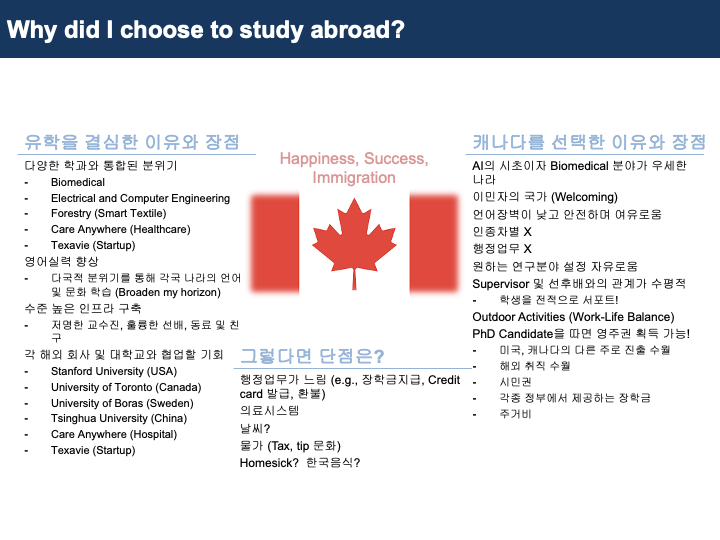 Why did I choose to study abroad?
유학을 결심한 이유와 장점
다양한 학과와 통합된 분위기
- Biomedical
- Electrical and Computer Engineering
- Forestry (Smart Textile)
- Care Anywhere (Healthcare)
- Texavie (Startup)
영어실력 향상
- 다국적 분위기를 통해 각국 나라의 언어
및 문화 학습 (Broaden my horizon)
수준 높은 인프라 구축
- 저명한 교수진, 훌륭한 선배, 동료 및 친
구
각 해외 회사 및 대학교와 협업할 기회
- Stanford University (USA)
- University of Toronto (Canada)
- University of Boras (Sweden)
- Tsinghua University (China)
- Care Anywhere (Hospital)
- Texavie (Startup)
Happiness, Success,
Immigration
그렇다면 단점은?
행정업무가 느림 (e.g., 장학금지급, Credit
card 발급, 환불)
의료시스템
날씨?
물가 (Tax, tip 문화)
Homesick? 한국음식?
캐나다를 선택한 이유와 장점
AI의 시초이자 Biomedical 분야가 우세한
나라
이민자의 국가 (Welcoming)
언어장벽이 낮고 안전하며 여유로움
인종차별 X
행정업무 X
원하는 연구분야 설정 자유로움
Supervisor 및 선후배와의 관계가 수평적
- 학생을 전적으로 서포트!
Outdoor Activities (Work-Life Balance)
PhD Candidate을 따면 영주권 획득 가능!
- 미국, 캐나다의 다른 주로 진출 수월
- 해외 취직 수월
- 시민권
- 각종 정부에서 제공하는 장학금
- 주거비